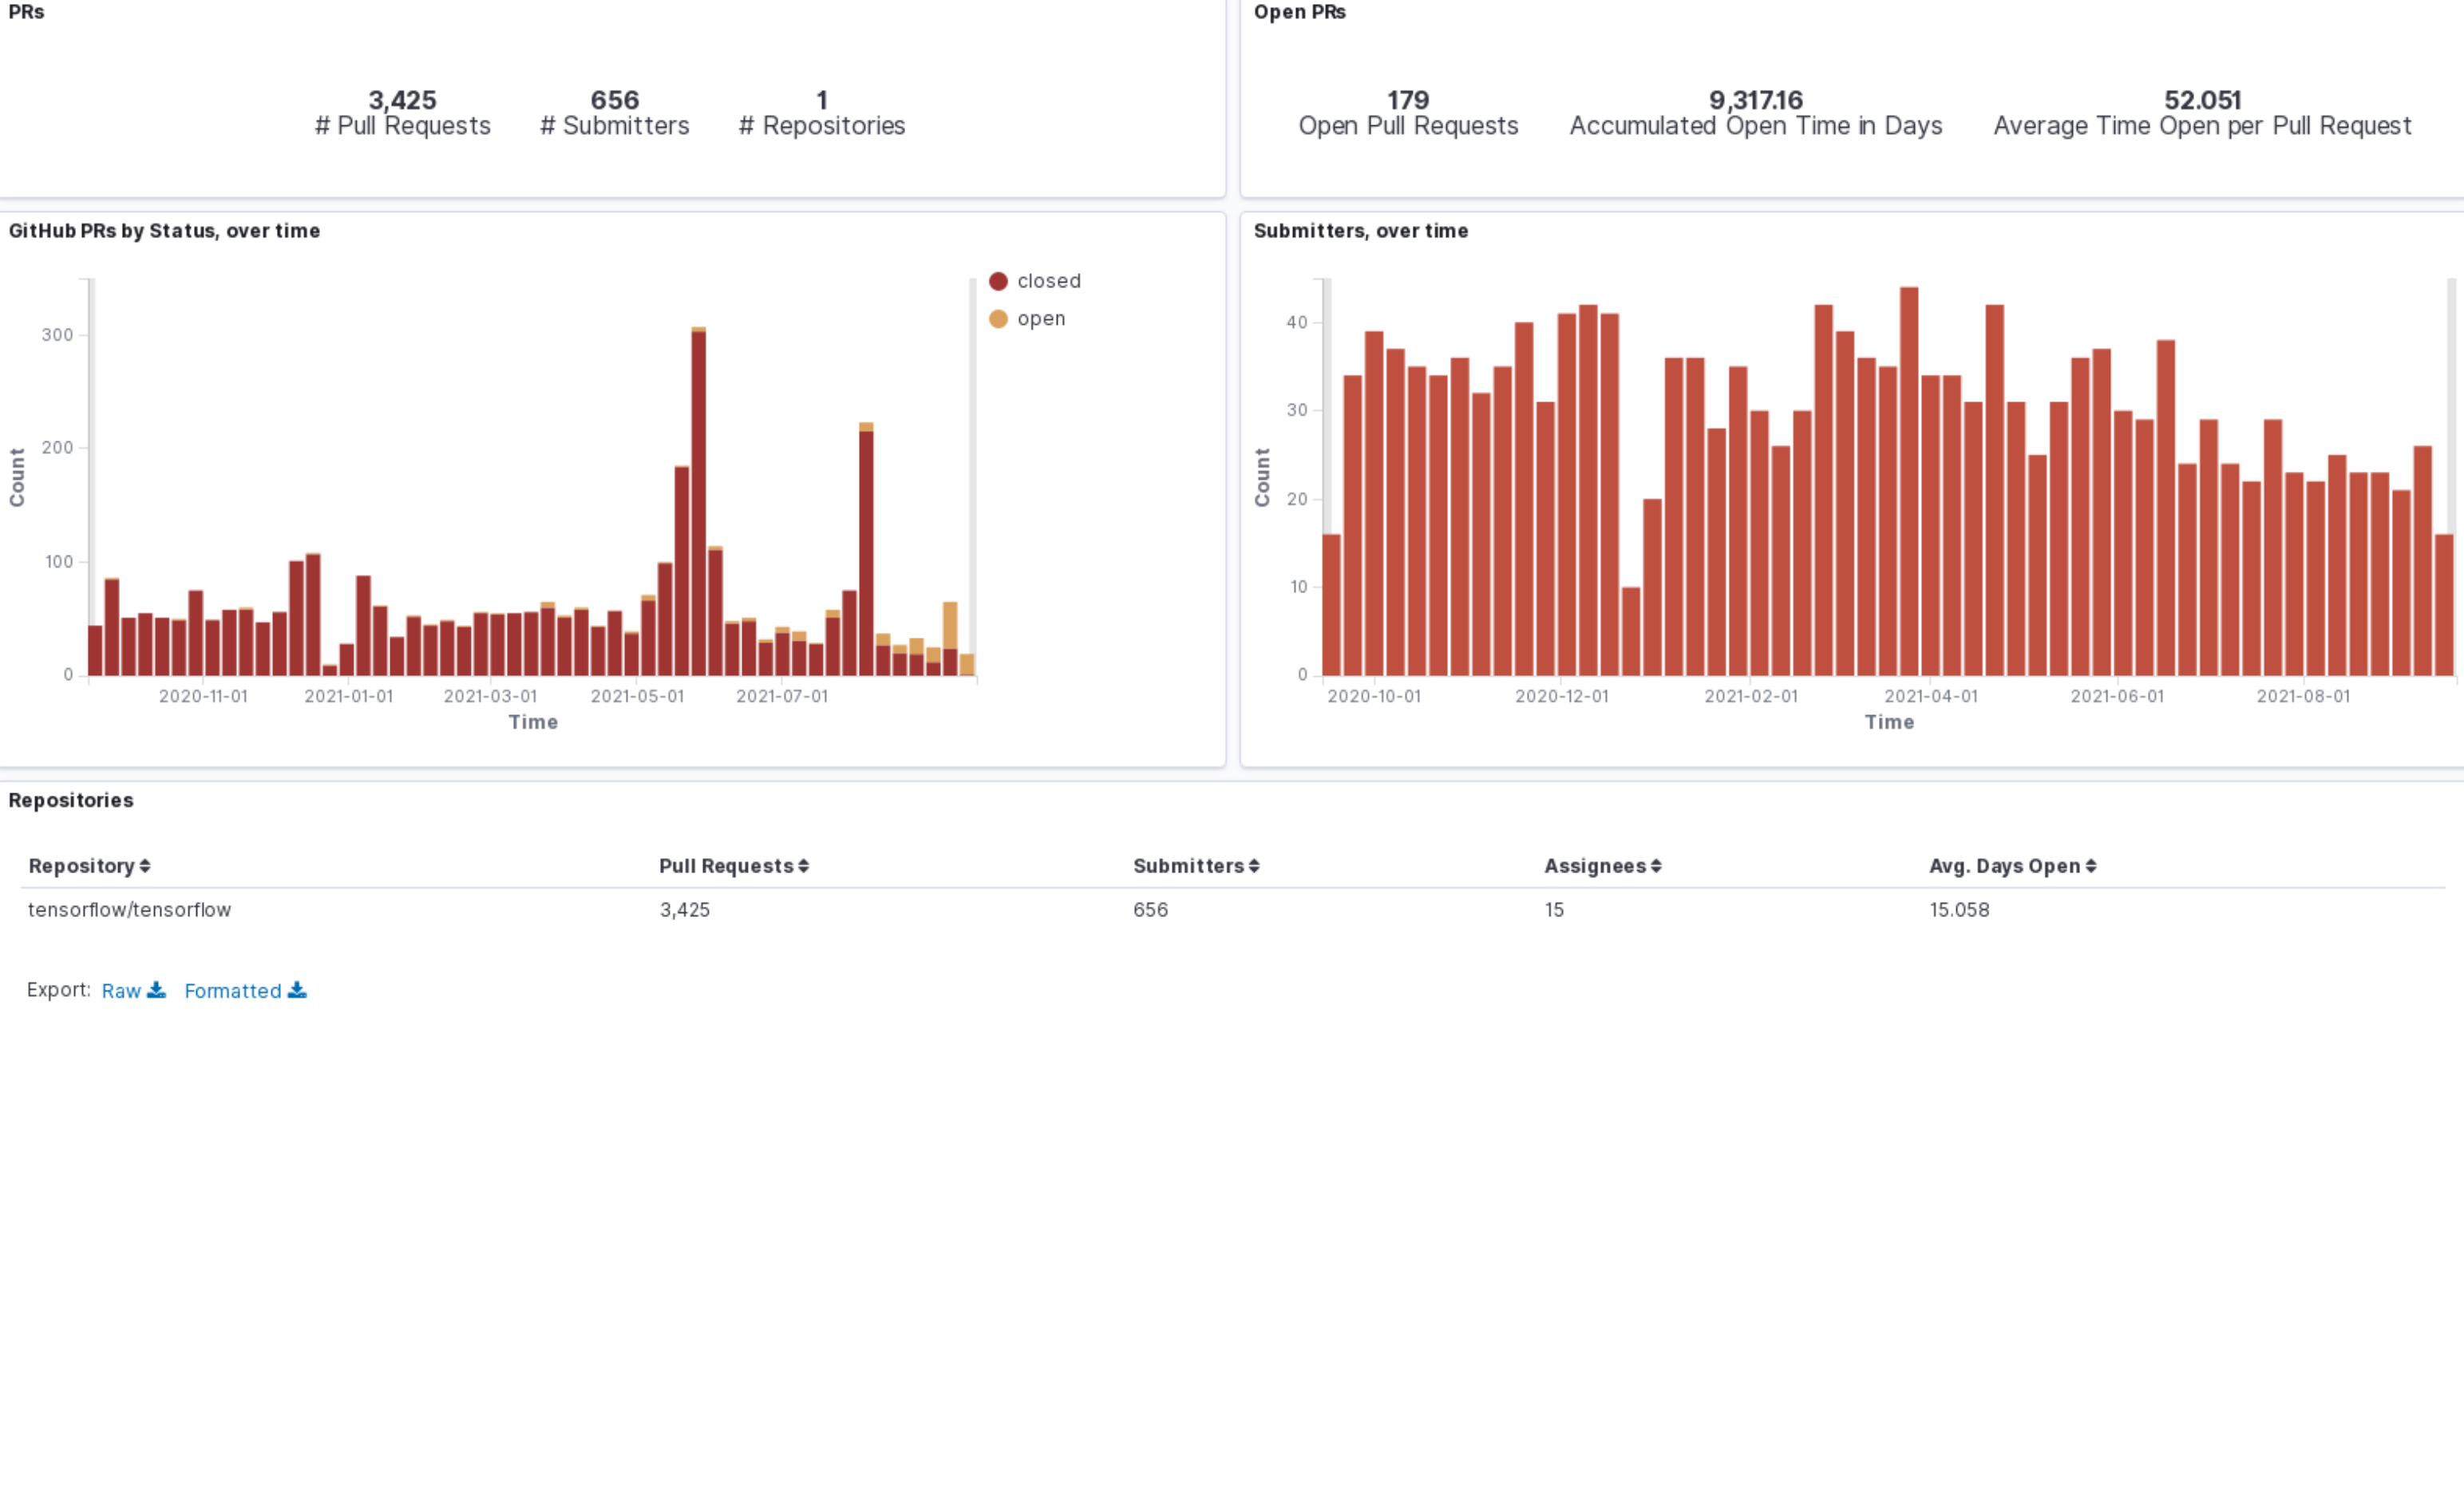 PRs
3,425 656 1
# Pull Requests # Submitters # Repositories
Open PRs
179 9,317.16 52.051
Open Pull Requests Accumulated Open Time in Days Average Time Open per Pull Request
GitHub PRs by Status, over time
closed
open
300
200
100
0
Count
2020-11-01 2021-01-01 2021-03-01 2021-05-01 2021-07-01
Time
Submitters, over time
40
30
20
10
0
Count
2020-10-01 2020-12-01 2021-02-01 2021-04-01 2021-06-01 2021-08-01
Time
Repositories
Repository Pull Requests Submitters Assignees Avg. Days Open
tensorflow/tensorflow 3,425 656 15 15.058
Export: Raw Formatted